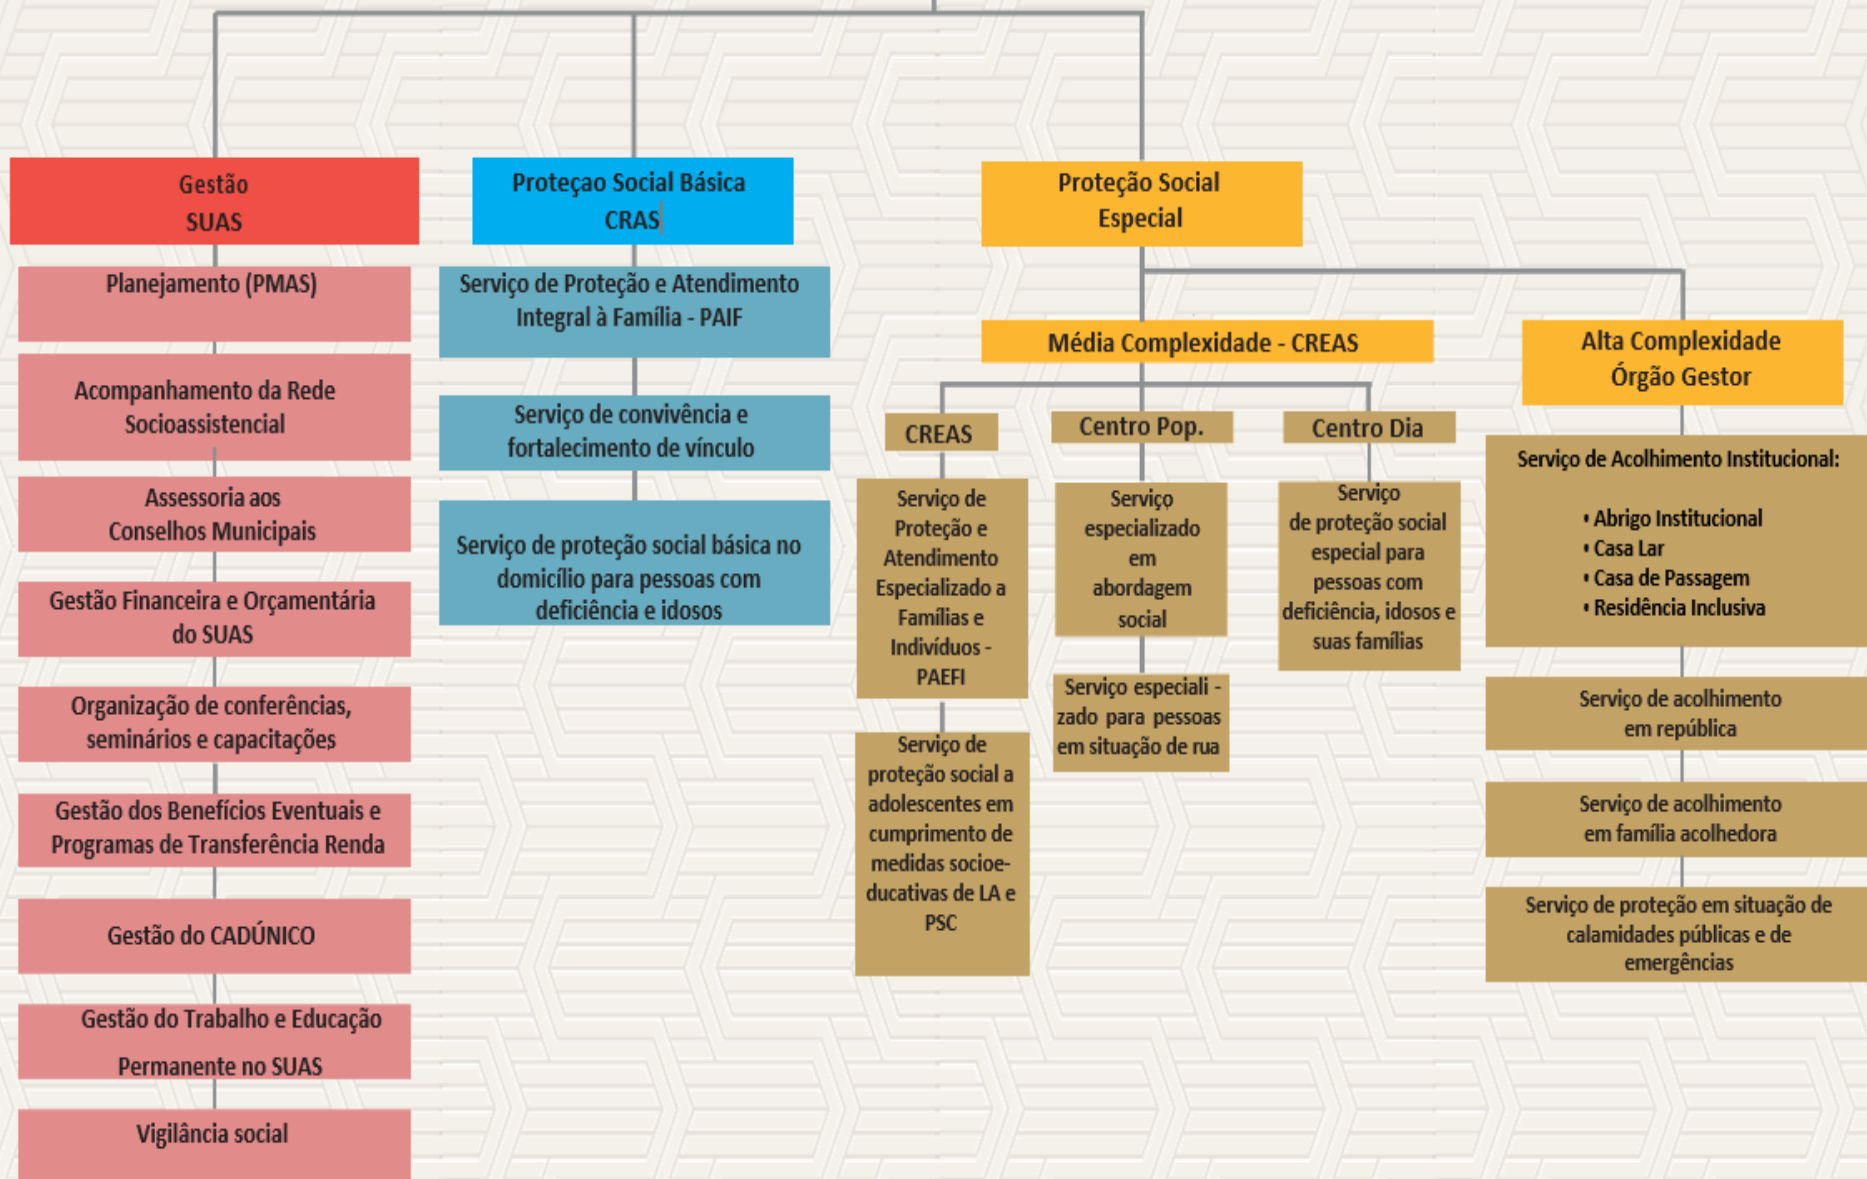 Gestão
SUAS
Planejamento (PMAS)
Acompanhamento da Rede
Socioassistencial
Assessoria aos
Conselhos Municipais
Gestão Financeira e Orçamentária
do SUAS
Organização de conferências,
seminários e capacitações
Gestão dos Benefícios Eventuais e
Programas de Transferência Renda
Gestão do CADÚNICO
Gestão do Trabalho e Educação
Permanente no SUAS
Vigilância social
Proteçao Social Básica
CRAS
Serviço de Proteção e Atendimento
Integral à Família - PAIF
Serviço de convivência e
fortalecimento de vínculo
Serviço de proteção social básica no
domicílio para pessoas com
deficiência e idosos
Proteção Social
Especial
Média Complexidade - CREAS
CREAS
Serviço de
Proteção e
Atendimento
Especializado a
Famílias e
Indivíduos -
PAEFI
Serviço de
proteção social a
adolescentes em
cumprimento de
medidas socioe-
ducativas de LA e
PSC
Centro Pop.
Serviço
especializado
em
abordagem
social
Serviço especiali -
zado para pessoas
em situação de rua
Centro Dia
Serviço
de proteção social
especial para
pessoas com
deficiência, idosos e
suas famílias
Alta Complexidade
Órgão Gestor
Serviço de Acolhimento Institucional:
• Abrigo Institucional
• Casa Lar
• Casa de Passagem
• Residência Inclusiva
Serviço de acolhimento
em república
Serviço de acolhimento
em família acolhedora
Serviço de proteção em situação de
calamidades públicas e de
emergências